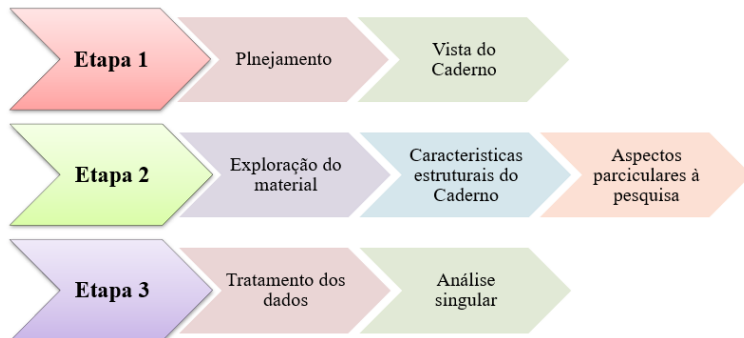 Etapa 1
Plnejamento
Vista do
Caderno
Etapa 2
Exploração do
material
Caracteristicas
estruturais do
Caderno
Aspectos
parciculares à
pesquisa
Etapa 3
Tratamento dos
dados
Análise
singular